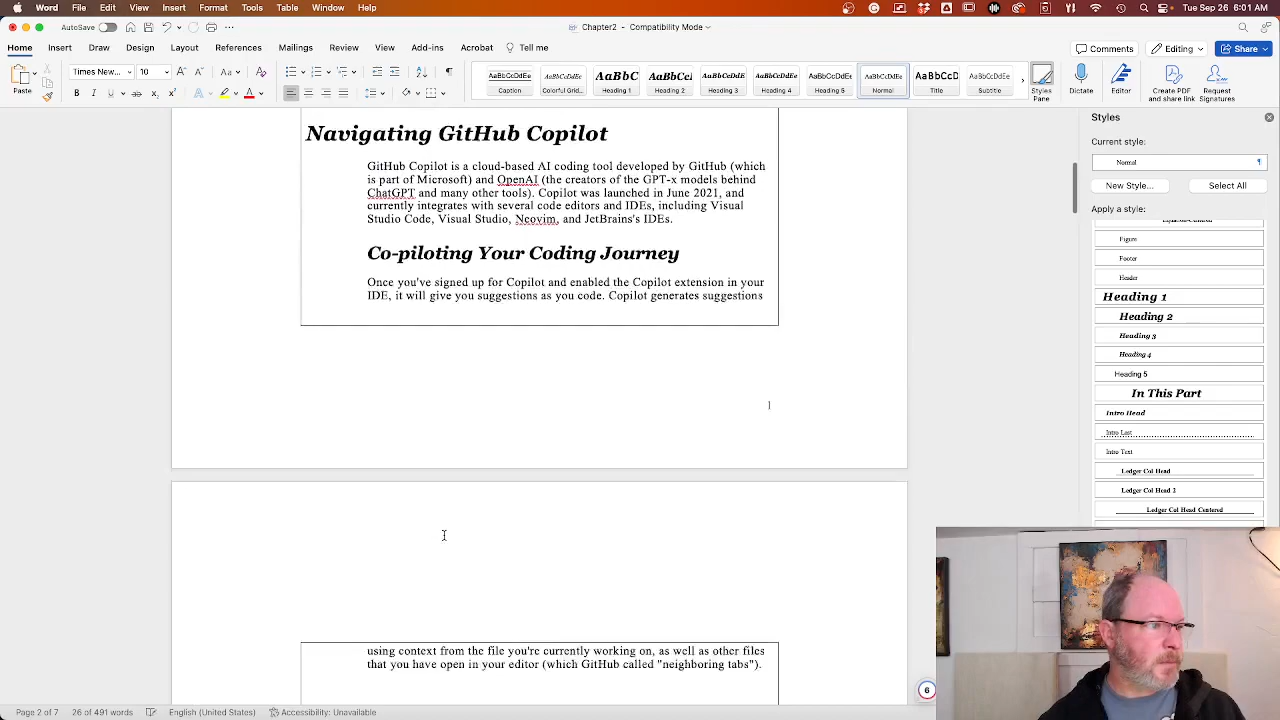 Tue Sep 26 8:51 AM
AutoSave
Chapter2 - Compatibility Mode
Home Insert Draw Design Layout References Mailings Review View Add-ins Acrobat Tell me
Comments Editing Share
Paste
Times New... 10
B I U
Caption
Colorful Grid...
Heading 1
Heading 2
Heading 3
Heading 4
Heading 5
Normal
Title
Subtitle
Styles Pane
Dictate
Editor
Create PDF and share link
Request Signatures
Navigating GitHub Copilot
GitHub Copilot is a cloud-based AI coding tool developed by GitHub (which
is part of Microsoft) and OpenAI (the creators of the GPT-x models behind
ChatGPT and many other tools). Copilot was launched in June 2021, and
currently integrates with several code editors and IDEs, including Visual
Studio Code, Visual Studio, Neovim, and JetBrains's IDEs.
Co-piloting Your Coding Journey
Once you've signed up for Copilot and enabled the Copilot extension in your
IDE, it will give you suggestions as you code. Copilot generates suggestions
using context from the file you're currently working on, as well as other files
that you have open in your editor (which GitHub called "neighboring tabs").
Styles
Current style:
Normal
New Style...
Select All
Apply a style:
Figure
Footer
Header
Heading 1
Heading 2
Heading 3
Heading 4
Heading 5
In This Part
Intro Head
Intro Last
Intro Text
Ledger Col Head
Ledger Col Head 2
Ledger Col Head Centered
6
Page 2 of 7 26 of 491 words English (United States) Accessibility: Unavailable